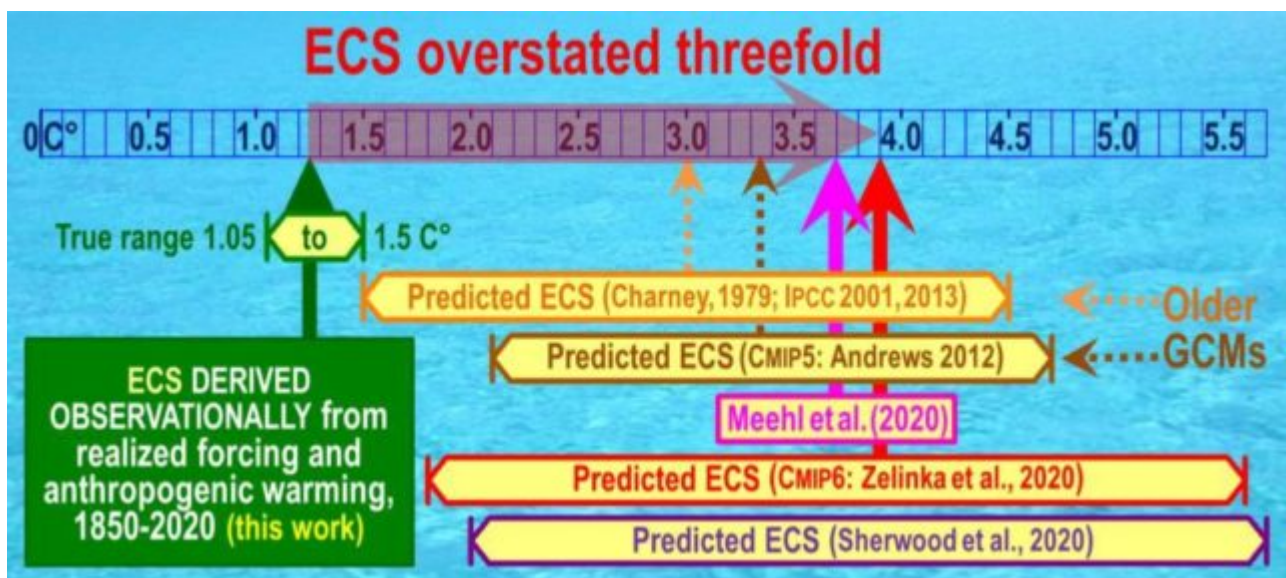 ECS overstated threefold
0 C° 0.5 1.0 1.5 2.0 2.5 3.0 3.5 4.0 4.5 5.0 5.5
True range 1.05 to 1.5 C°
Predicted ECS (Charney, 1979; IPCC 2001, 2013)
Older
GCMs
Predicted ECS (CMIP5: Andrews 2012)
ECS DERIVED
OBSERVATIONALLY from
realized forcing and
anthropogenic warming,
1850-2020 (this work)
Meehl et al. (2020)
Predicted ECS (CMIP6: Zelinka et al., 2020)
Predicted ECS (Sherwood et al., 2020)